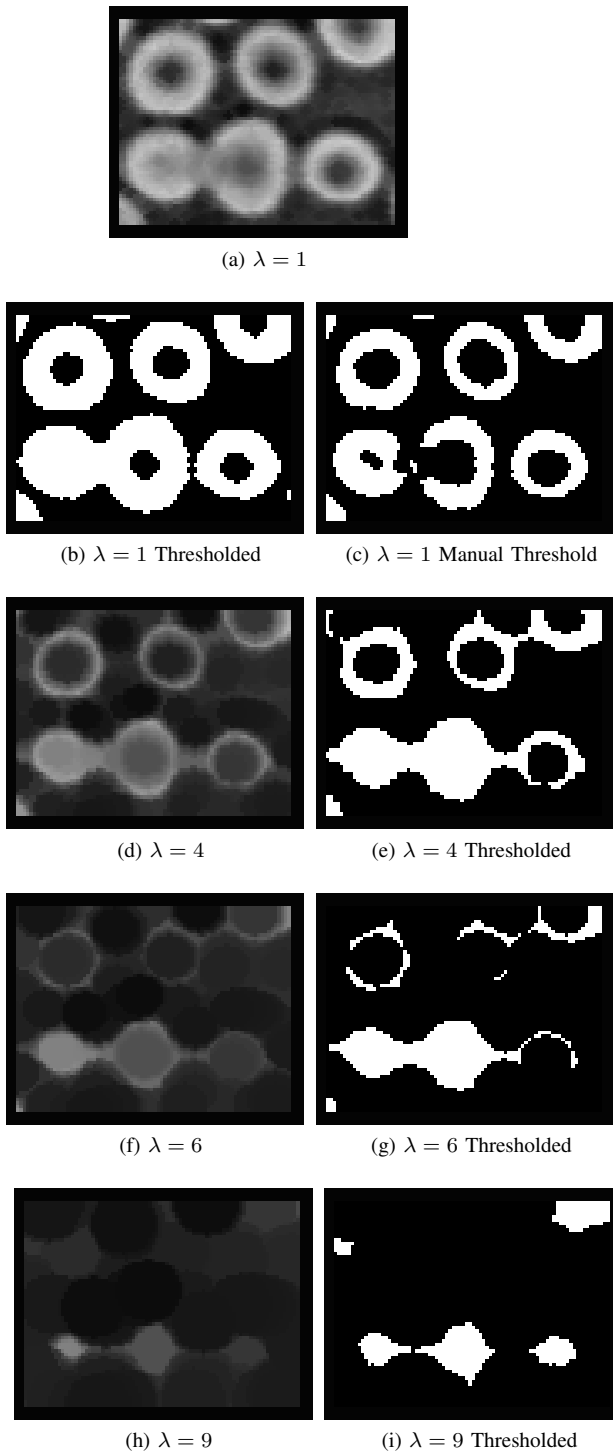 (a) λ = 1
(b) λ = 1 Thresholded
(c) λ = 1 Manual Threshold
(d) λ = 4
(e) λ = 4 Thresholded
(f) λ = 6
(g) λ = 6 Thresholded
(h) λ = 9
(i) λ = 9 Thresholded